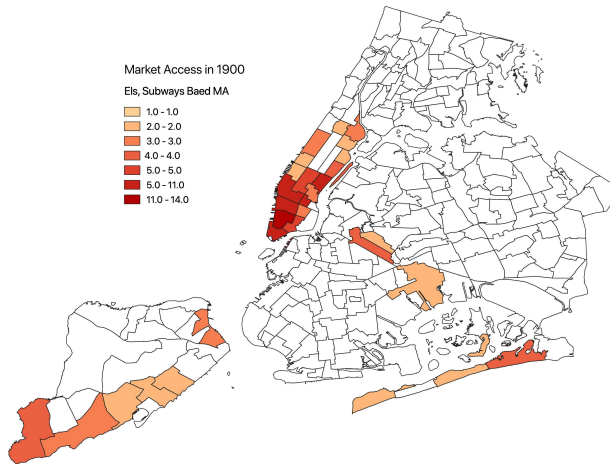 Market Access in 1900
Els, Subways Baed MA
1.0 - 1.0
2.0 - 2.0
3.0 - 3.0
4.0 - 4.0
5.0 - 5.0
5.0 - 11.0
11.0 - 14.0